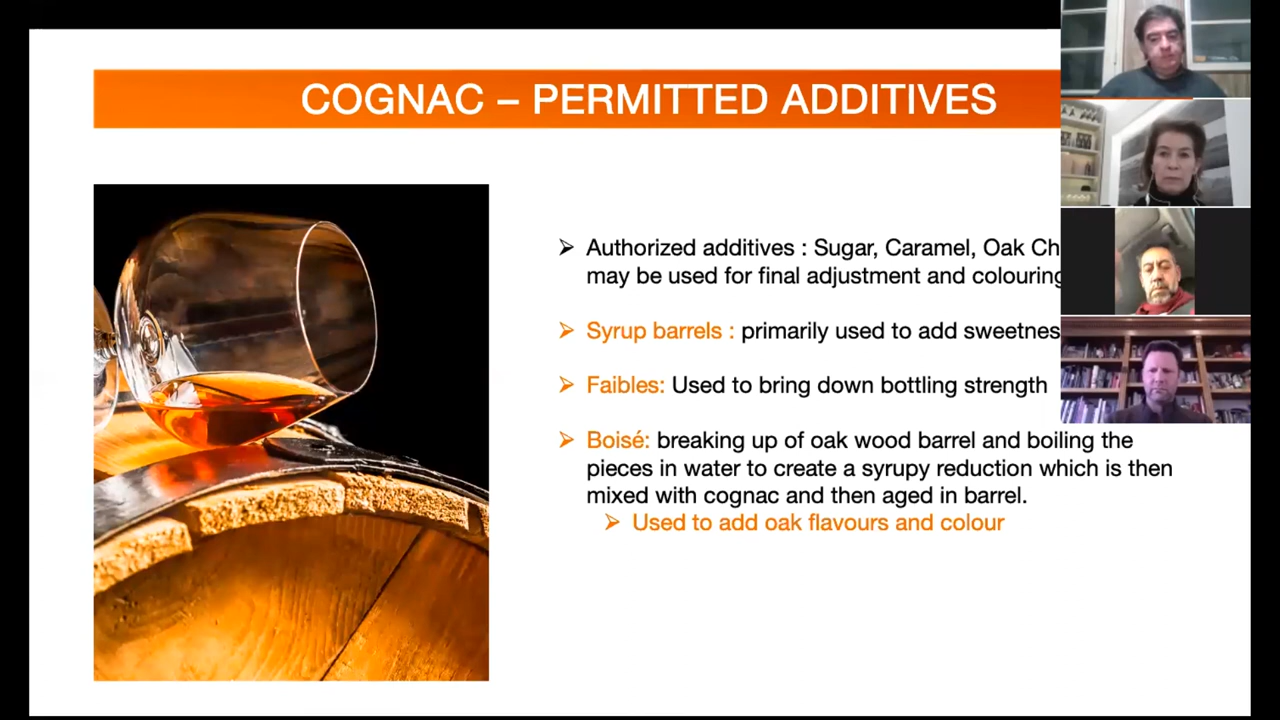 COGNAC – PERMITTED ADDITIVES
➢ Authorized additives : Sugar, Caramel, Oak
may be used for final adjustment and colouring
➢ Syrup barrels : primarily used to add
➢ Faibles: Used to bring down bottling strength
➢ Boisé: breaking up of oak wood barrel and boiling the
pieces in water to create a syrupy reduction which is then
mixed with cognac and then aged in barrel.
➢ Used to add oak flavours and colour